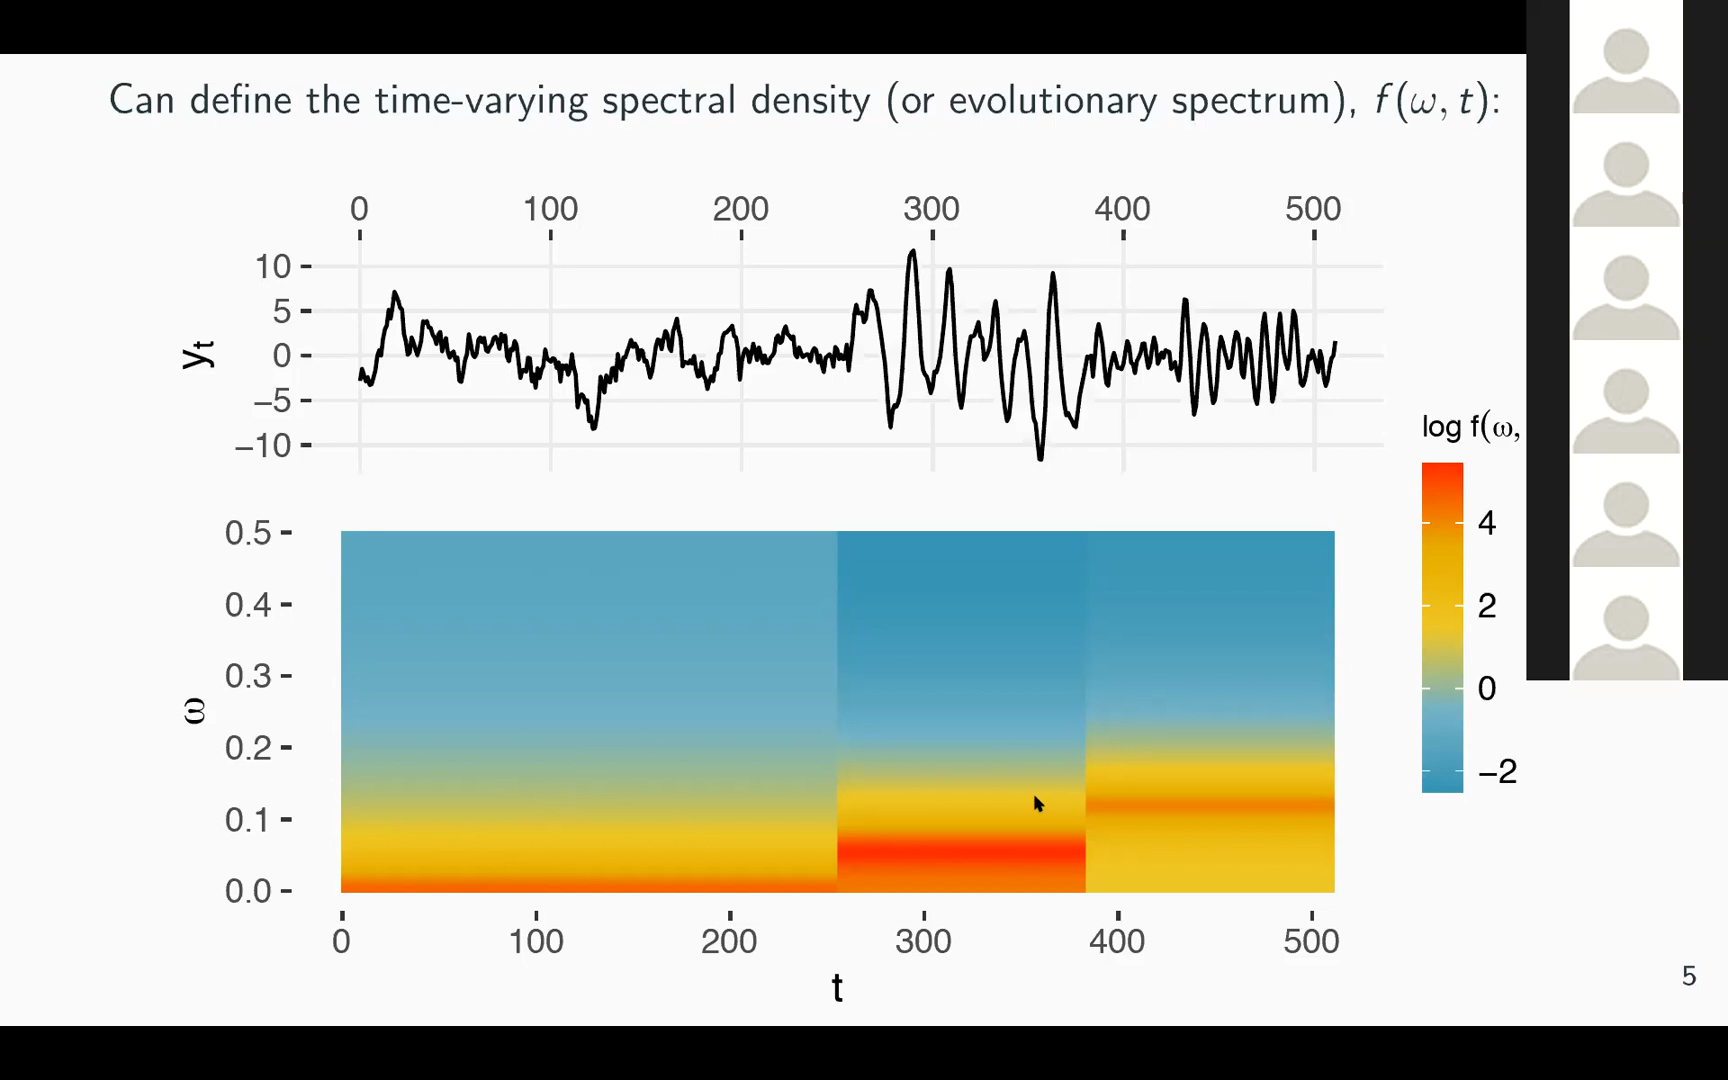 Can define the time-varying spectral density (or evolutionary spectrum), f(ω, t):
0 100 200 300 400 500
10
5
0
−5
−10
yt
log f(ω,
4
2
0
−2
0.5
0.4
0.3
0.2
0.1
0.0
ω
0 100 200 300 400 500
t
5